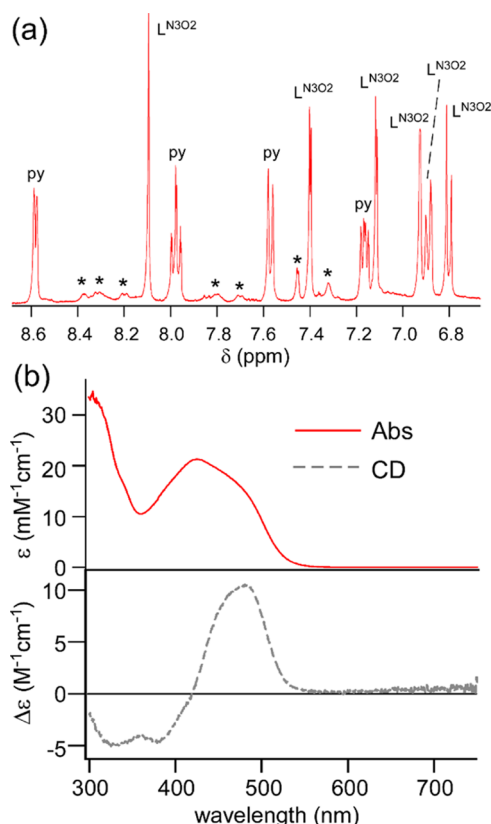 (a)
L^N3O2
L^N3O2
L^N3O2
L^N3O2
L^N3O2
py
py
py
py
* * * * * * *
8.6 8.4 8.2 8.0 7.8 7.6 7.4 7.2 7.0 6.8
δ (ppm)
(b)
30
20
10
0
ε (mM⁻¹cm⁻¹)
Abs
CD
10
5
0
-5
Δε (M⁻¹cm⁻¹)
300 400 500 600 700
wavelength (nm)